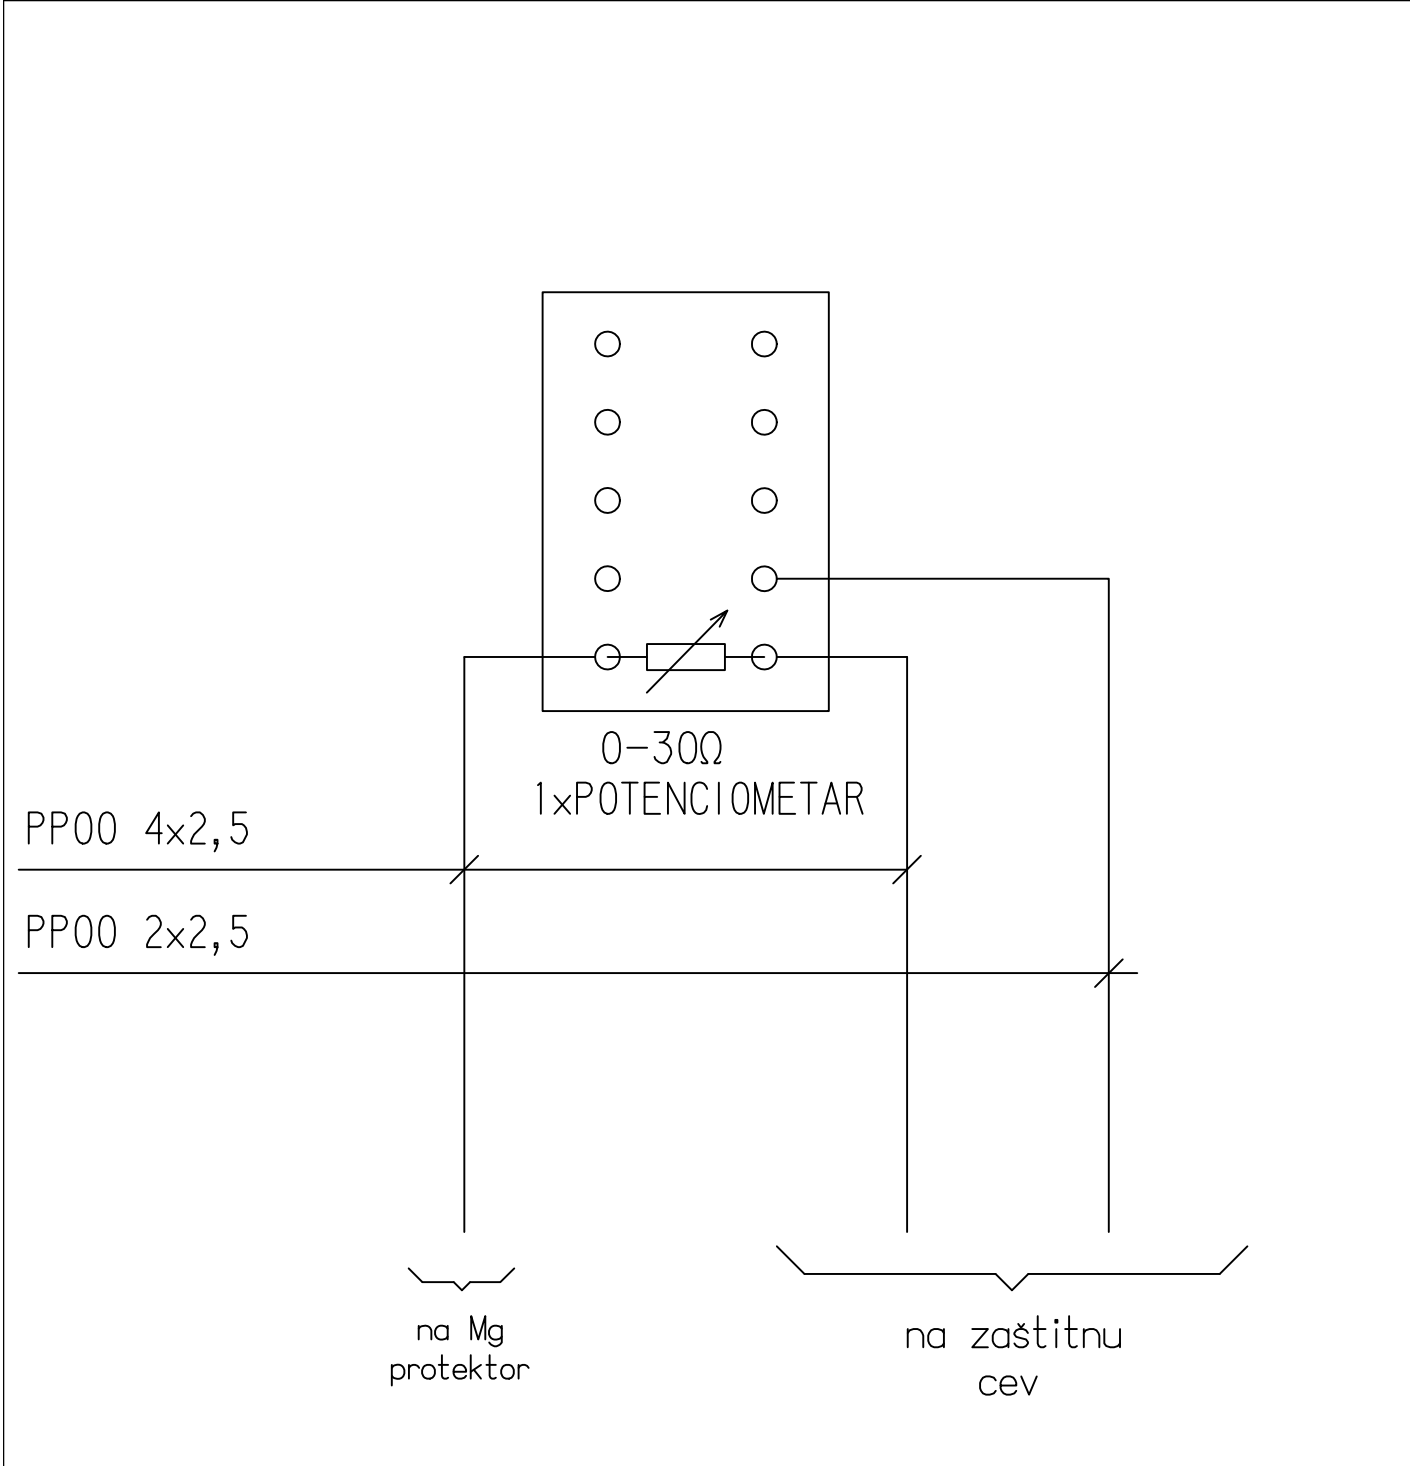 0-30Ω
1xPOTENCIOMETAR
PP00 4x2,5
PP00 2x2,5
na Mg
protektor
na zaštitnu
cev